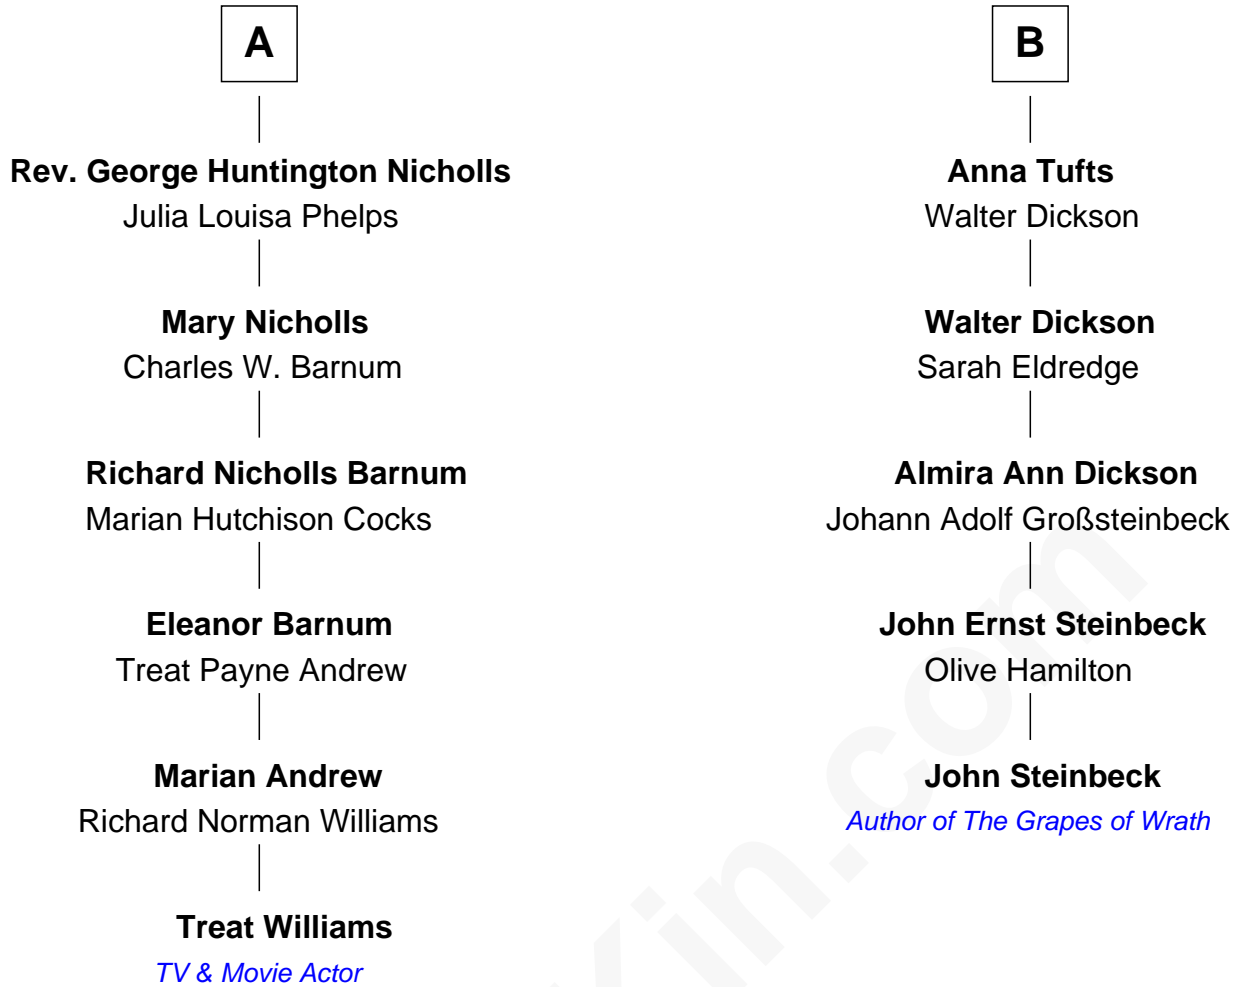 A
Rev. George Huntington Nicholls
Julia Louisa Phelps
Mary Nicholls
Charles W. Barnum
Richard Nicholls Barnum
Marian Hutchison Cocks
Eleanor Barnum
Treat Payne Andrew
Marian Andrew
Richard Norman Williams
Treat Williams
TV & Movie Actor
B
Anna Tufts
Walter Dickson
Walter Dickson
Sarah Eldredge
Almira Ann Dickson
Johann Adolf Großsteinbeck
John Ernst Steinbeck
Olive Hamilton
John Steinbeck
Author of The Grapes of Wrath
Kin.com